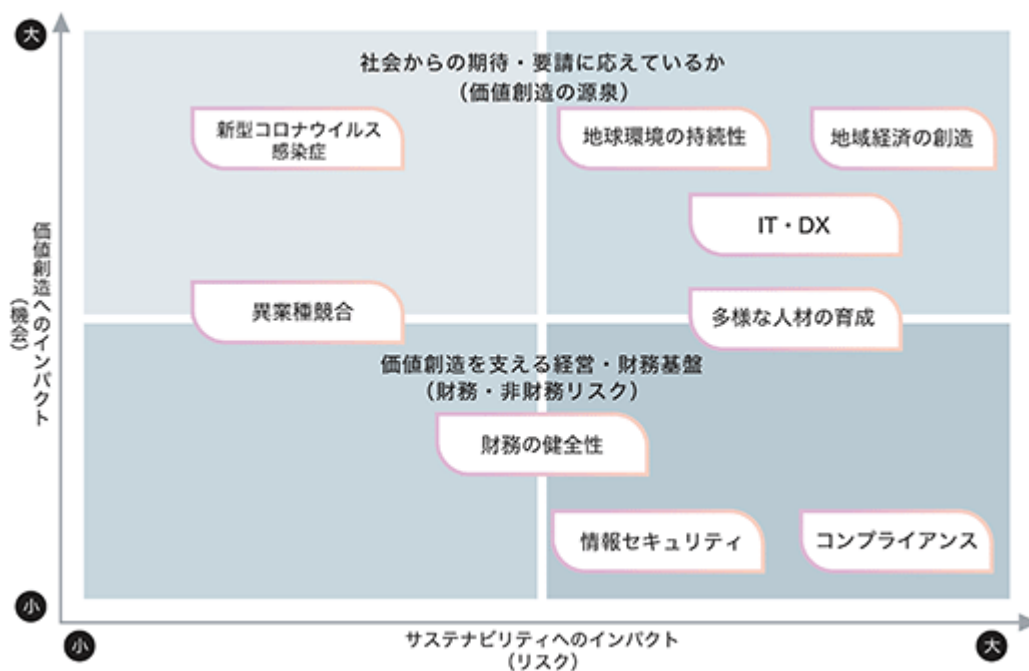 大
社会からの期待・要請に応えているか
(価値創造の源泉)
新型コロナウイルス
感染症
地球環境の持続性
地域経済の創造
IT・DX
価値創造へのインパクト
(機会)
異業種競合
多様な人材の育成
価値創造を支える経営・財務基盤
(財務・非財務リスク)
財務の健全性
情報セキュリティ
コンプライアンス
小
小
サステナビリティへのインパクト
(リスク)
大